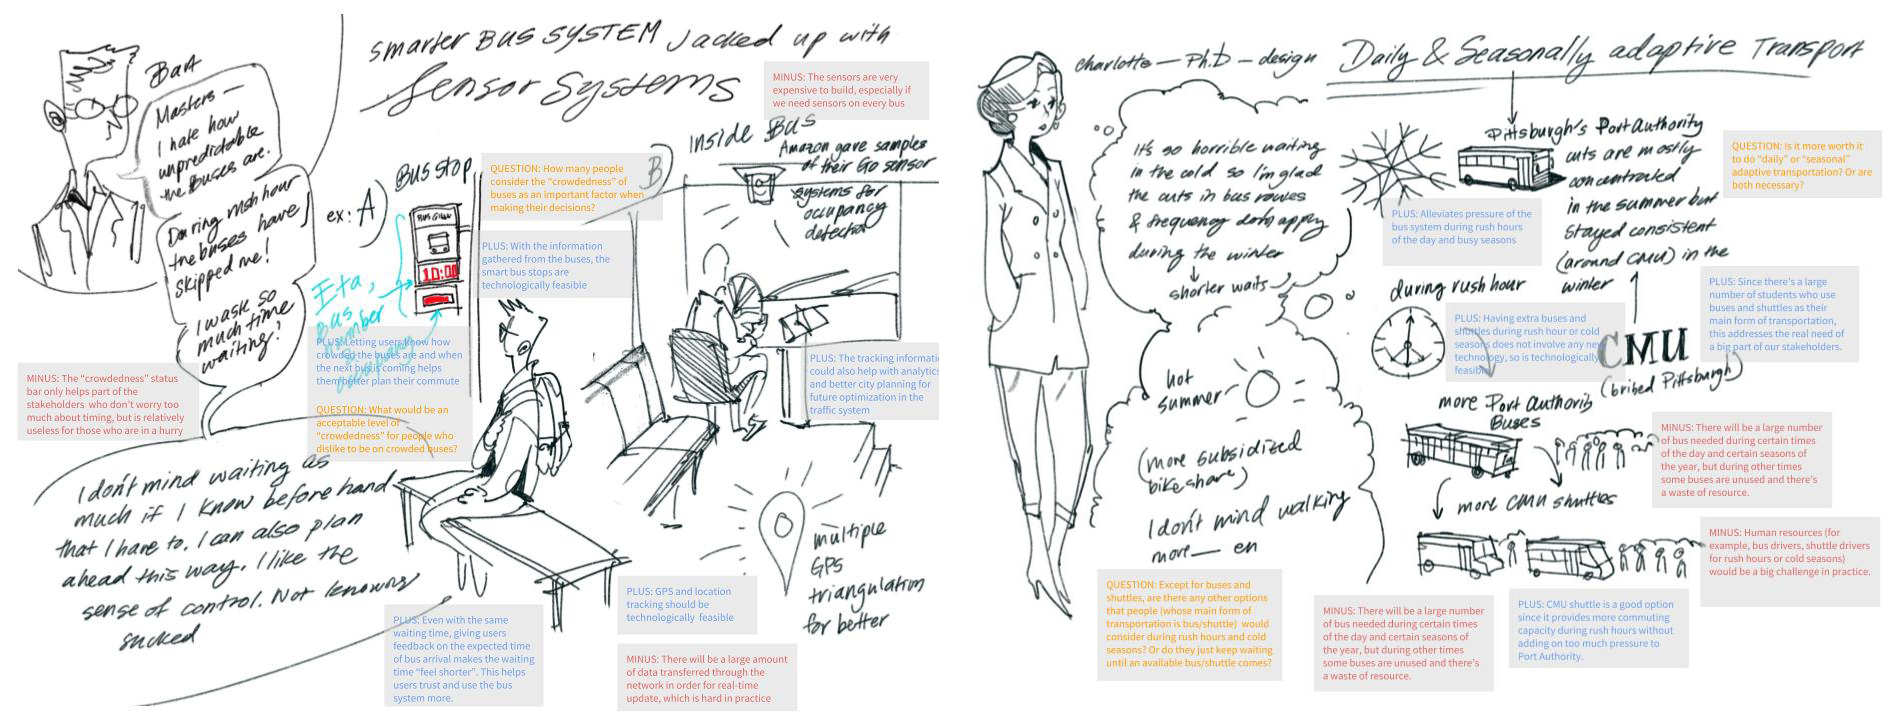 smarter BUS SYSTEM Jacked up with
Sensor Systems
MINUS: The sensors are very
expensive to build, especially if
we need sensors on every bus
Bart
Masters —
I hate how
unpredictable
the Buses are.
During rush hour
the buses have
skipped me!
I waste so
much time
waiting!
MINUS: The "crowdedness" status
bar only helps part of the
stakeholders who don't worry too
much about timing, but is relatively
useless for those who are in a hurry
I don't mind waiting as
much if I know before hand
that I have to. I can also plan
ahead this way. I like the
sense of control. Not knowing
sucked
ex: A)
BUS STOP
10:00
Eta,
Bus
number
QUESTION: How many people
consider the "crowdedness" of
buses as an important factor when
making their decisions?
PLUS: With the information
gathered from the buses, the
smart bus stops are
technologically feasible
PLUS: Letting users know how
crowded the buses are and when
the next bus is coming helps
them better plan their commute
QUESTION: What would be an
acceptable level of
"crowdedness" for people who
dislike to be on crowded buses?
PLUS: Even with the same
waiting time, giving users
feedback on the expected time
of bus arrival makes the waiting
time "feel shorter". This helps
users trust and use the bus
system more.
B)
Inside Bus
Amazon gave samples
of their Go sensor
systems for
occupancy
detection
PLUS: The tracking informatio
could also help with analytics
and better city planning for
future optimization in the
traffic system
multiple
GPS
triangulation
for better
PLUS: GPS and location
tracking should be
technologically feasible
MINUS: There will be a large amount
of data transferred through the
network in order for real-time
update, which is hard in practice
charlotte — Ph.D — design
Daily & Seasonally adaptive Transport
It's so horrible waiting
in the cold so I'm glad
the cuts in bus routes
& frequency don't apply
during the winter
shorter waits
hot
summer
(more subsidized
bikeshare)
I don't mind walking
more — en
QUESTION: Except for buses and
shuttles, are there any other options
that people (whose main form of
transportation is bus/shuttle) would
consider during rush hours and cold
seasons? Or do they just keep waiting
until an available bus/shuttle comes?
Pittsburgh's Port Authority
cuts are mostly
concentrated
in the summer but
stayed consistent
(around CMU) in the
winter
QUESTION: Is it more worth it
to do "daily" or "seasonal"
adaptive transportation? Or are
both necessary?
PLUS: Alleviates pressure of the
bus system during rush hours
of the day and busy seasons
during rush hour
PLUS: Having extra buses and
shuttles during rush hour or cold
seasons does not involve any new
technology, so is technologically
feasible
PLUS: Since there's a large
number of students who use
buses and shuttles as their
main form of transportation,
this addresses the real need of
a big part of our stakeholders.
CMU
(bribed Pittsburgh)
more Port Authority
Buses
more CMU shuttles
MINUS: There will be a large number
of bus needed during certain times
of the day and certain seasons of
the year, but during other times
some buses are unused and there's
a waste of resource.
MINUS: Human resources (for
example, bus drivers, shuttle drivers
for rush hours or cold seasons)
would be a big challenge in practice.
MINUS: There will be a large number
of bus needed during certain times
of the day and certain seasons of
the year, but during other times
some buses are unused and there's
a waste of resource.
PLUS: CMU shuttle is a good option
since it provides more commuting
capacity during rush hours without
adding on too much pressure to
Port Authority.